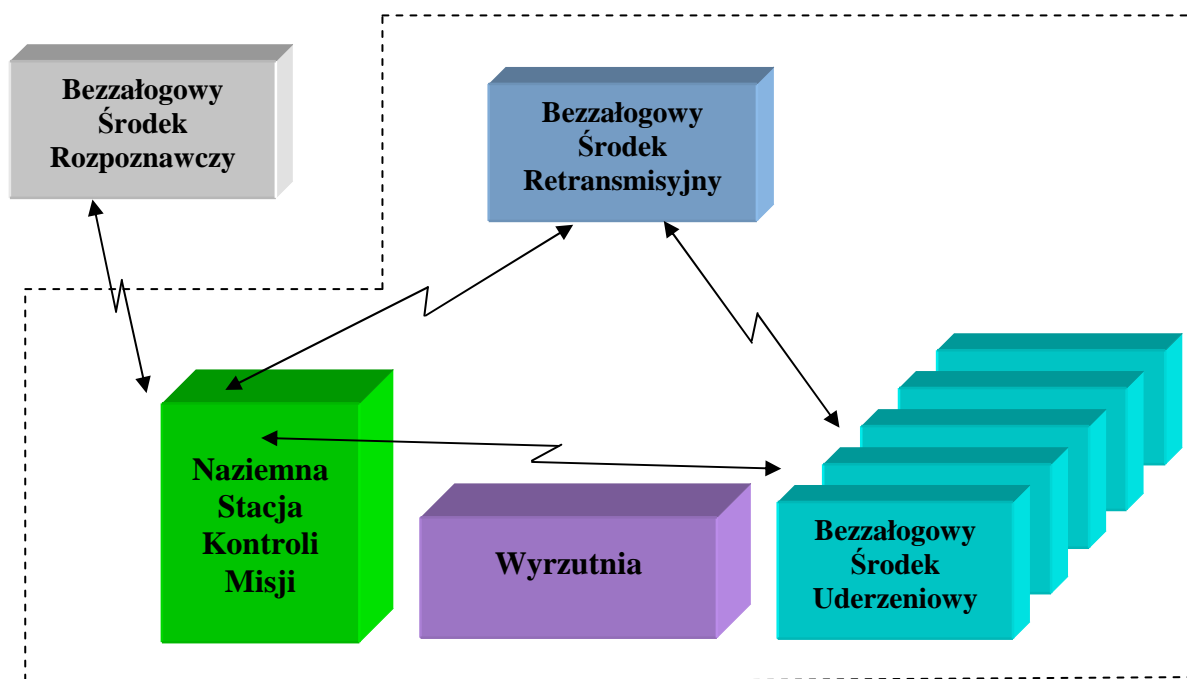 Bezzałogowy
Środek
Rozpoznawczy
Bezzałogowy
Środek
Retransmisyjny
Naziemna
Stacja
Kontroli
Misji
Wyrzutnia
Bezzałogowy
Środek
Uderzeniowy